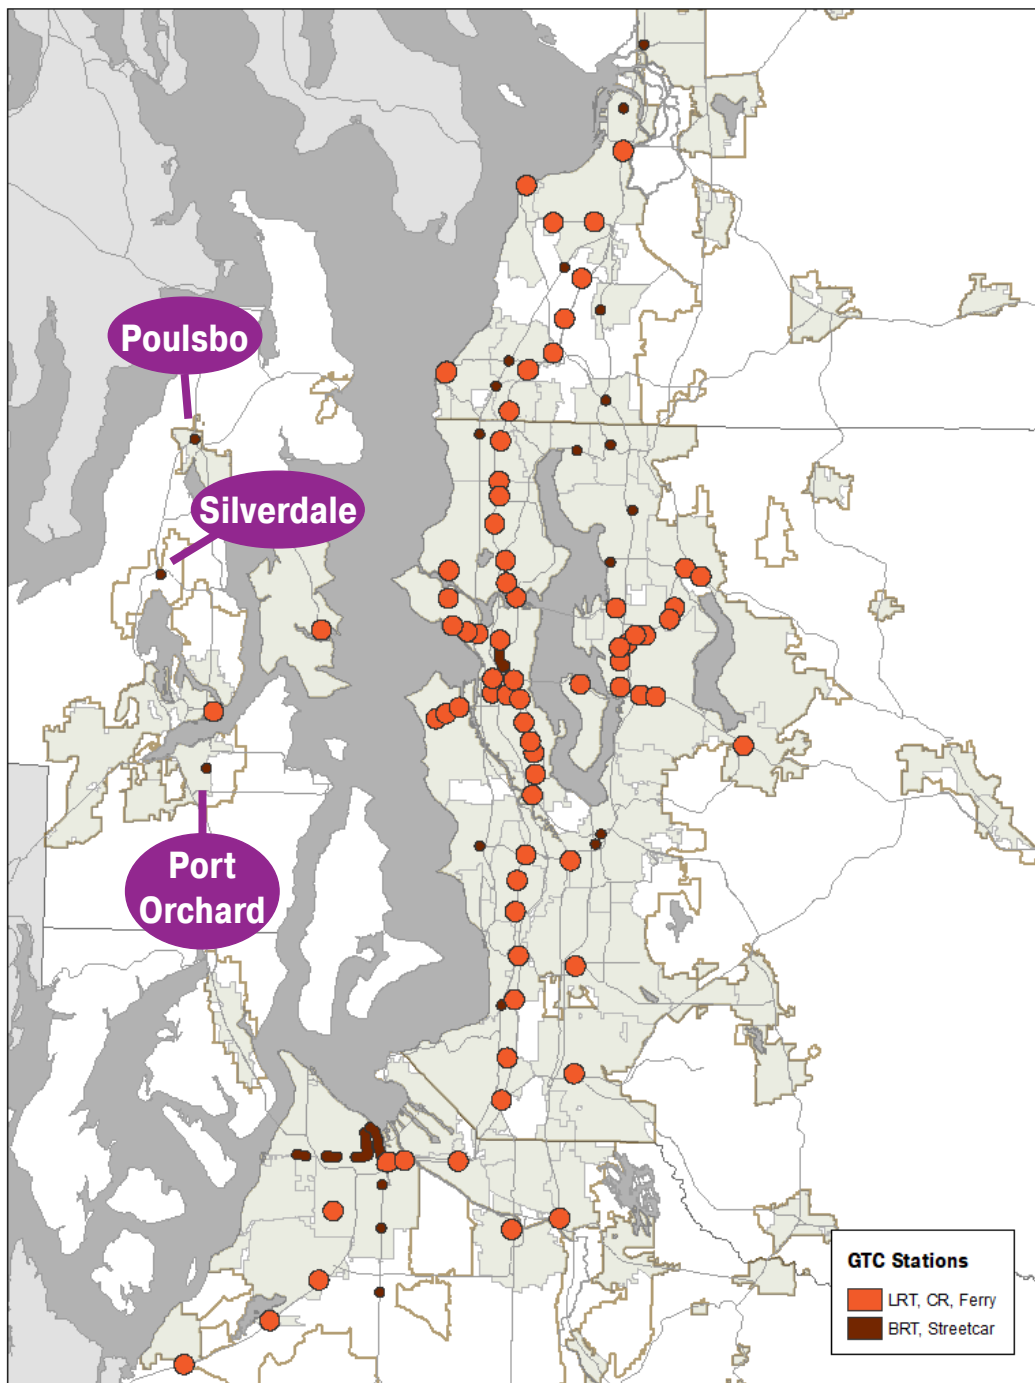 Poulsbo
Silverdale
Port
Orchard
GTC Stations
LRT, CR, Ferry
BRT, Streetcar